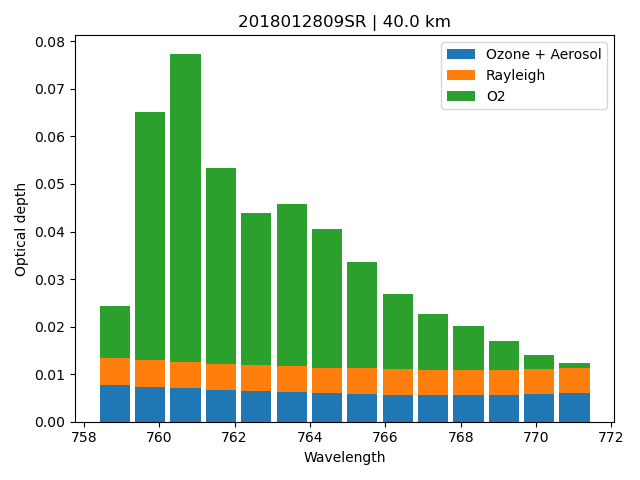 2018012809SR | 40.0 km
Ozone + Aerosol
Rayleigh
O2
Optical depth
0.08
0.07
0.06
0.05
0.04
0.03
0.02
0.01
0.00
758 760 762 764 766 768 770 772
Wavelength